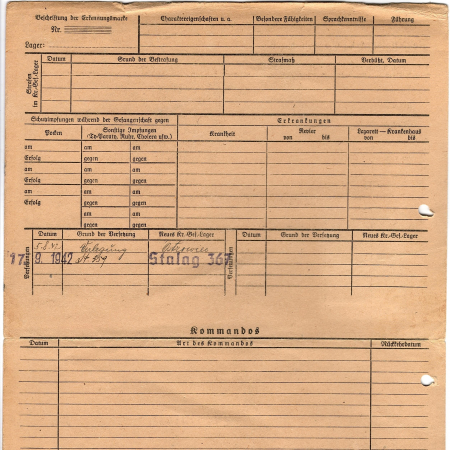 Beschriftung der Erkennungsmarke
Nr.
Lager:
Charaktereigenschaften u. a.
Besondere Fähigkeiten
Sprachkenntnisse
Führung
Strafen im Kr.-Gef.-Lager
Datum
Grund der Bestrafung
Strafmaß
Verbüßt, Datum
Schutzimpfungen während der Gefangenschaft gegen
Erkrankungen
Pocken
Sonstige Impfungen
(Ty-Paraty, Ruhr, Cholera usw.)
Krankheit
Revier
von bis
Lazarett — Krankenhaus
von bis
am am am
Erfolg gegen gegen
am am am
Erfolg gegen gegen
am am am
Erfolg gegen gegen
am am
gegen gegen
Versetzungen
Datum
Grund der Versetzung
Neues Kr.-Gef.-Lager
Versetzungen
Datum
Grund der Versetzung
Neues Kr.-Gef.-Lager
17. 9. 1942
Stalag 367
Kommandos
Datum
Art des Kommandos
Rückkehrdatum